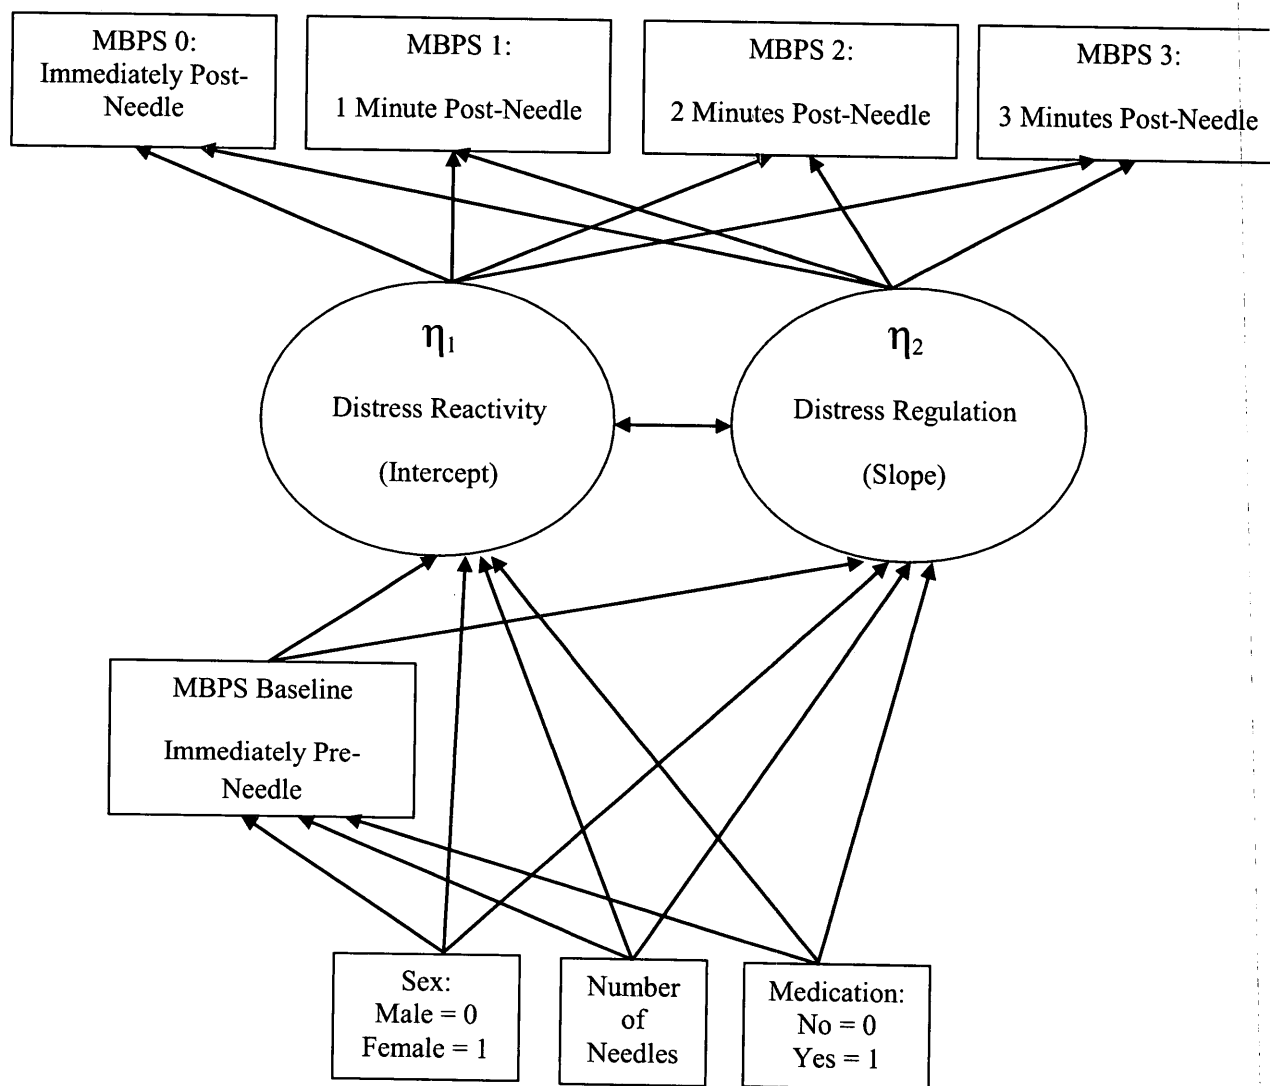 MBPS 0:
Immediately Post-
Needle
MBPS 1:
1 Minute Post-Needle
MBPS 2:
2 Minutes Post-Needle
MBPS 3:
3 Minutes Post-Needle
η1
Distress Reactivity
(Intercept)
η2
Distress Regulation
(Slope)
MBPS Baseline
Immediately Pre-
Needle
Sex:
Male = 0
Female = 1
Number
of
Needles
Medication:
No = 0
Yes = 1